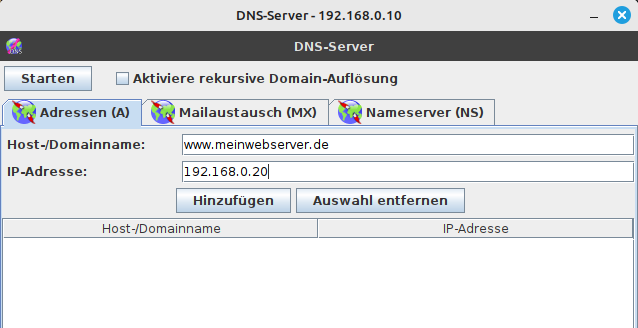 DNS-Server - 192.168.0.10
DNS
DNS-Server
Starten Aktiviere rekursive Domain-Auflösung
Adressen (A) Mailaustausch (MX) Nameserver (NS)
Host-/Domainname: www.meinwebserver.de
IP-Adresse: 192.168.0.20
Hinzufügen Auswahl entfernen
Host-/Domainname IP-Adresse